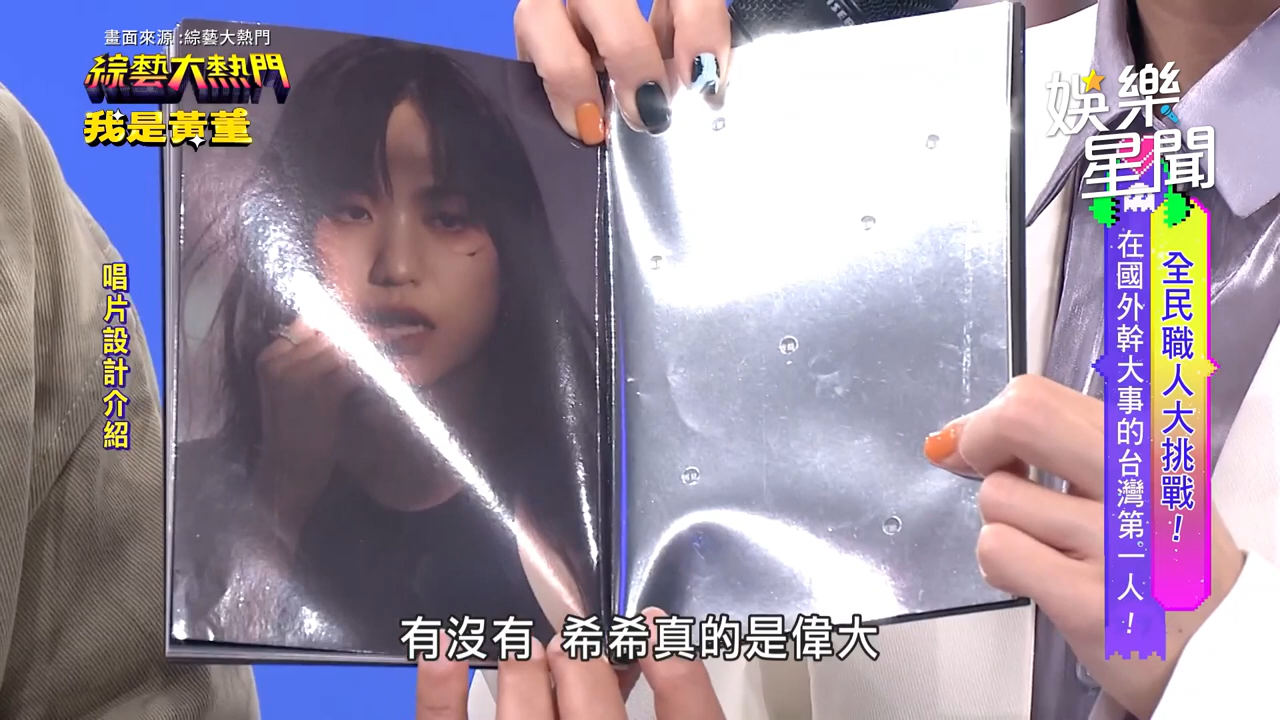 畫面來源:綜藝大熱門
綜藝大熱門
我是黃董
娛樂
星聞
全民職人大挑戰!
在國外幹大事的台灣第一人!
唱片設計介紹
有沒有 希希真的是偉大